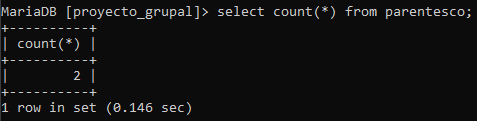 MariaDB [proyecto_grupal]> select count(*) from parentesco;
+----------+
| count(*) |
+----------+
|        2 |
+----------+
1 row in set (0.146 sec)